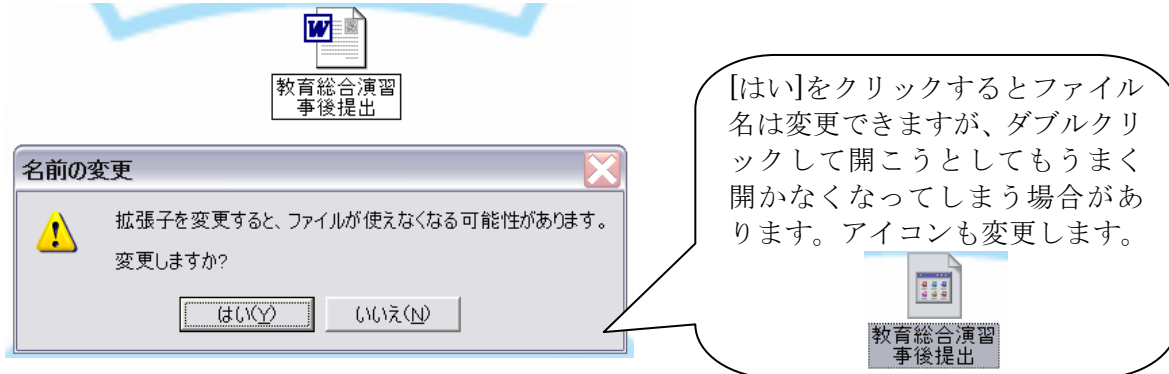 教育総合演習
事後提出
名前の変更
拡張子を変更すると、ファイルが使えなくなる可能性があります。
変更しますか?
はい(Y)
いいえ(N)
[はい]をクリックするとファイル
名は変更できますが、ダブルクリ
ックして開こうとしてもうまく
開かなくなってしまう場合があ
ります。アイコンも変更します。
教育総合演習
事後提出